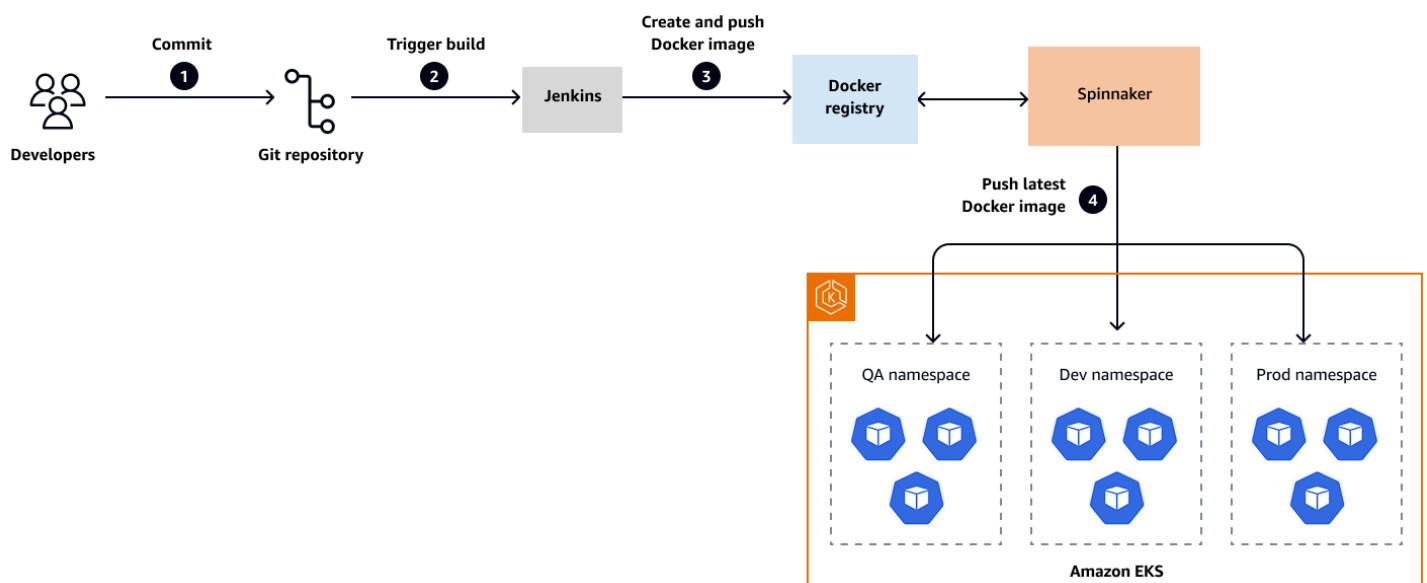 Commit
1
Developers
Git repository
Trigger build
2
Jenkins
Create and push
Docker image
3
Docker
registry
Spinnaker
Push latest
Docker image
4
K
QA namespace
Dev namespace
Prod namespace
Amazon EKS